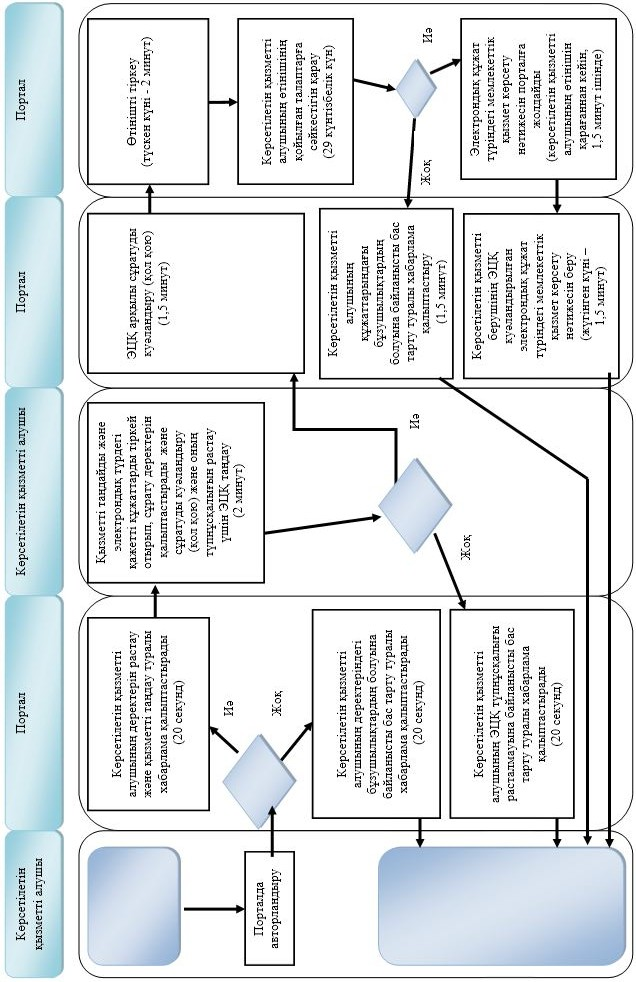 Көрсетілетін
қызметті алушы
Портал
Көрсетілетін қызметті алушы
Портал
Портал
Порталда
авторландыру
Көрсетілетін қызметті
алушының деректерін растау
және қызметті таңдау туралы
хабарлама қалыптастырады
(20 секунд)
Иә
Жоқ
Көрсетілетін қызметті
алушының деректеріндегі
бұзушылықтардың болуына
байланысты бас тарту туралы
хабарлама қалыптастырады
(20 секунд)
Көрсетілетін қызметті
алушының ЭЦҚ түпнұсқалығы
расталмауына байланысты бас
тарту туралы хабарлама
қалыптастырады
(20 секунд)
Қызметті таңдайды және
электрондық түрдегі
қажетті құжаттарды тіркей
отырып, сұрату деректерін
қалыптастырады және
сұратуды куәландыру
(қол қою) және оның
түпнұсқалығын растау
үшін ЭЦҚ таңдау
(2 минут)
Иә
Жоқ
ЭЦҚ арқылы сұратуды
куәландыру (қол қою)
(1,5 минут)
Көрсетілетін қызметті
алушының
құжаттарындағы
бұзушылықтардың
болуына байланысты бас
тарту туралы хабарлама
қалыптастыру
(1,5 минут)
Көрсетілетін қызметті
берушінің ЭЦҚ
куәландырылған
электрондық құжат
түріндегі мемлекеттік
қызмет көрсету
нәтижесін беру
(жүгінген күні –
1,5 минут)
Өтінішті тіркеу
(түскен күні - 2 минут)
Көрсетілетін қызметті
алушының өтінішінің
қойылған талаптарға
сәйкестігін қарау
(29 күнтізбелік күн)
Иә
Жоқ
Электрондық құжат
түріндегі мемлекеттік
қызмет көрсету
нәтижесін порталға
жолдайды
(көрсетілетін қызметті
алушының өтінішін
қарағаннан кейін,
1,5 минут ішінде)